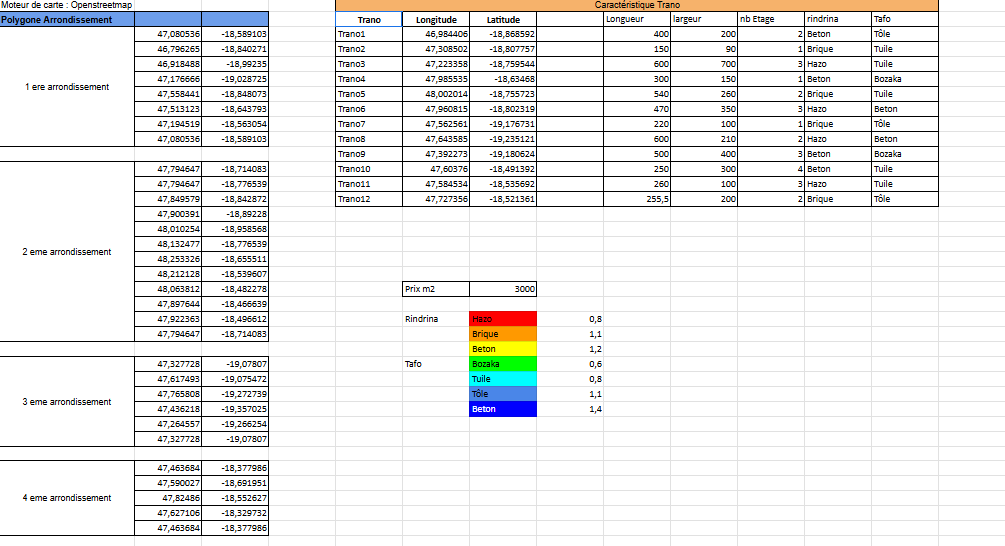 Moteur de carte : Openstreetmap
Caractéristique Trano
Polygone Arrondissement
Trano Longitude Latitude Longueur largeur nb Etage rindrina Tafo
1 ere arrondissement
47,080536 -18,589103
46,796265 -18,840271
46,918488 -18,99235
47,176666 -19,028725
47,558441 -18,848073
47,513123 -18,643793
47,194519 -18,563054
47,080536 -18,589103
2 eme arrondissement
47,794647 -18,714083
47,794647 -18,776539
47,849579 -18,842872
47,900391 -18,89228
48,010254 -18,958568
48,132477 -18,776539
48,253326 -18,655511
48,212128 -18,539607
48,063812 -18,482278
47,897644 -18,466639
47,922363 -18,496612
47,794647 -18,714083
3 eme arrondissement
47,327728 -19,07807
47,617493 -19,075472
47,765808 -19,272739
47,436218 -19,357025
47,264557 -19,266254
47,327728 -19,07807
4 eme arrondissement
47,463684 -18,377986
47,590027 -18,691951
47,82486 -18,552627
47,627106 -18,329732
47,463684 -18,377986
Trano1 46,984406 -18,868592 400 200 2 Beton Tôle
Trano2 47,308502 -18,807757 150 90 1 Brique Tuile
Trano3 47,223358 -18,759544 600 700 3 Hazo Tuile
Trano4 47,985535 -18,63468 300 150 1 Beton Bozaka
Trano5 48,002014 -18,755723 540 260 2 Brique Tuile
Trano6 47,960815 -18,802319 470 350 3 Hazo Beton
Trano7 47,562561 -19,176731 220 100 1 Brique Tôle
Trano8 47,643585 -19,235121 600 210 2 Hazo Beton
Trano9 47,392273 -19,180624 500 400 3 Beton Bozaka
Trano10 47,60376 -18,491392 250 300 4 Beton Tuile
Trano11 47,584534 -18,535692 260 100 3 Hazo Tuile
Trano12 47,727356 -18,521361 255,5 200 2 Brique Tôle
Prix m2 3000
Rindrina Hazo 0,8
Brique 1,1
Beton 1,2
Tafo Bozaka 0,6
Tuile 0,8
Tôle 1,1
Beton 1,4